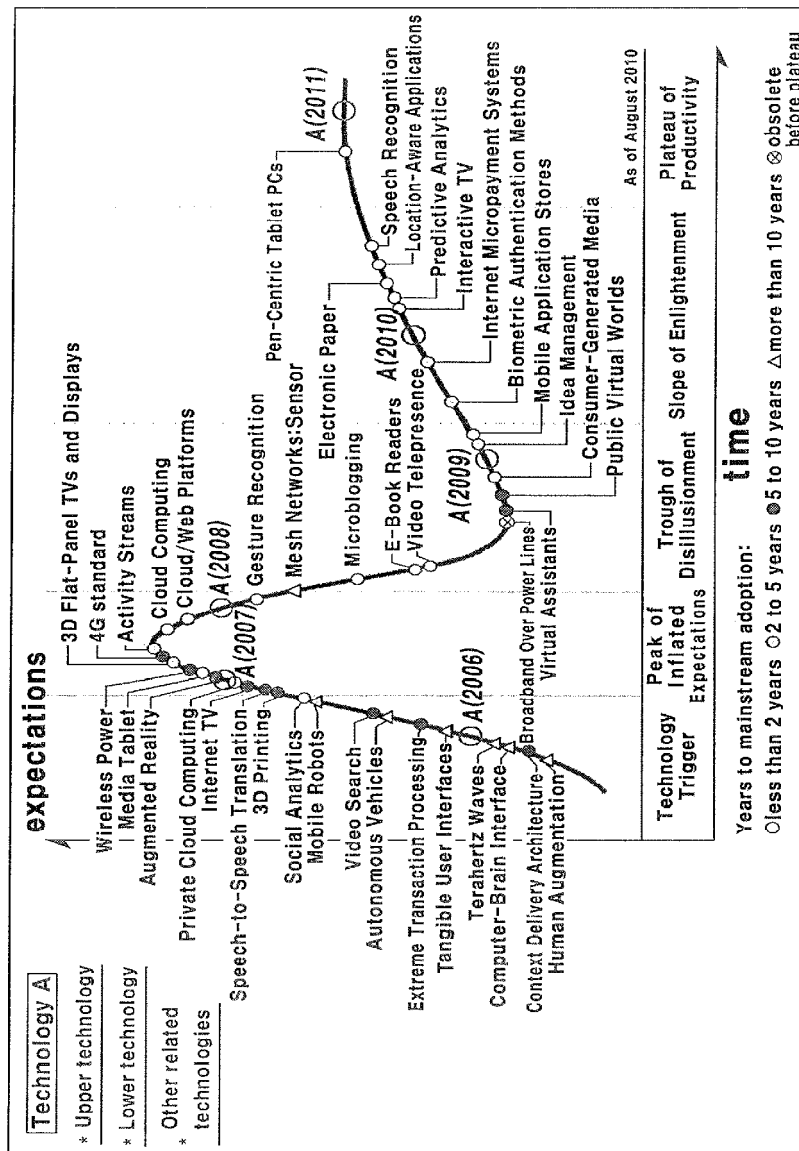 Technology A
* Upper technology
* Lower technology
* Other related
technologies
expectations
Wireless Power
Media Tablet
Augmented Reality
Private Cloud Computing
Internet TV
Speech-to-Speech Translation
3D Printing
Social Analytics
Mobile Robots
Video Search
Autonomous Vehicles
Extreme Transaction Processing
Tangible User Interfaces
Terahertz Waves
Computer-Brain Interface
Context Delivery Architecture
Human Augmentation
3D Flat-Panel TVs and Displays
4G standard
Activity Streams
Cloud Computing
Cloud/Web Platforms
A(2008)
A(2007)
A(2006)
Gesture Recognition
Mesh Networks:Sensor
Microblogging
E-Book Readers
Video Telepresence
Broadband Over Power Lines
Virtual Assistants
A(2009)
Public Virtual Worlds
Consumer-Generated Media
Idea Management
Mobile Application Stores
Biometric Authentication Methods
Internet Micropayment Systems
A(2010)
Interactive TV
Predictive Analytics
Electronic Paper
Location-Aware Applications
Speech Recognition
Pen-Centric Tablet PCs
A(2011)
As of August 2010
Technology
Trigger
Peak of
Inflated
Expectations
Trough of
Disillusionment
Slope of Enlightenment
Plateau of
Productivity
time
Years to mainstream adoption:
○less than 2 years ○2 to 5 years ●5 to 10 years △more than 10 years ⊗obsolete
before plateau